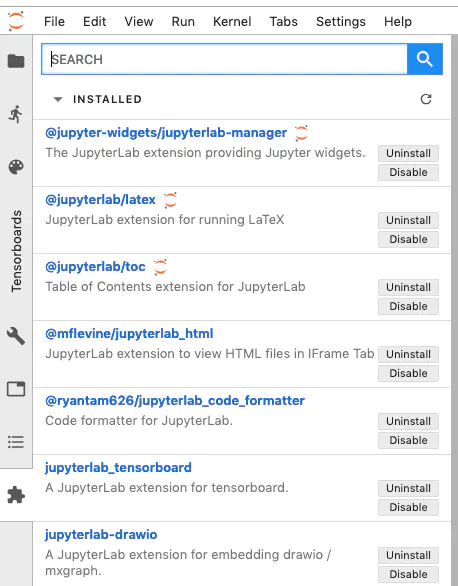 File Edit View Run Kernel Tabs Settings Help
SEARCH
INSTALLED
@jupyter-widgets/jupyterlab-manager
The JupyterLab extension providing Jupyter widgets.
Uninstall
Disable
@jupyterlab/latex
JupyterLab extension for running LaTeX
Uninstall
Disable
@jupyterlab/toc
Table of Contents extension for JupyterLab
Uninstall
Disable
@mflevine/jupyterlab_html
JupyterLab extension to view HTML files in IFrame Tab
Uninstall
Disable
@ryantam626/jupyterlab_code_formatter
Code formatter for JupyterLab.
Uninstall
Disable
jupyterlab_tensorboard
A JupyterLab extension for tensorboard.
Uninstall
Disable
jupyterlab-drawio
A JupyterLab extension for embedding drawio /
mxgraph.
Uninstall
Disable
Tensorboards